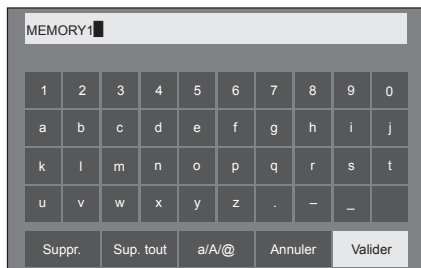 MEMORY1
1 2 3 4 5 6 7 8 9 0
a b c d e f g h i j
k l m n o p q r s t
u v w x y z . – _
Suppr. Sup. tout a/A/@ Annuler Valider